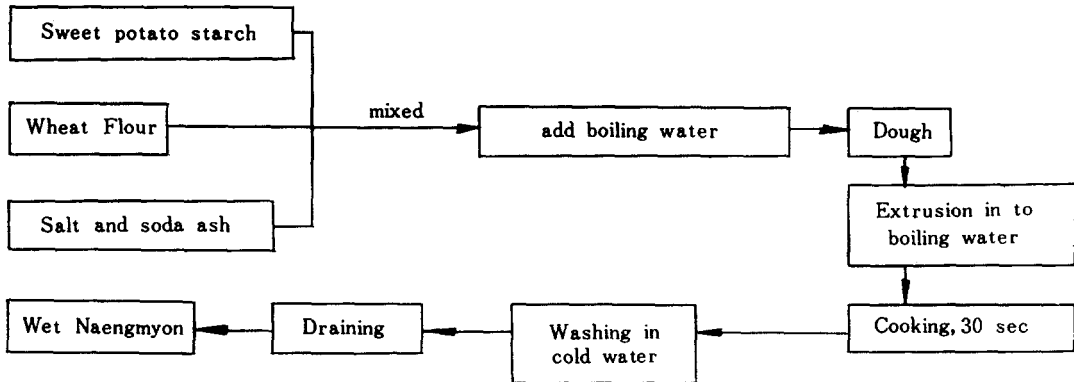 Sweet potato starch
Wheat Flour
Salt and soda ash
mixed
add boiling water
Dough
Extrusion in to
boiling water
Cooking, 30 sec
Washing in
cold water
Draining
Wet Naengmyon